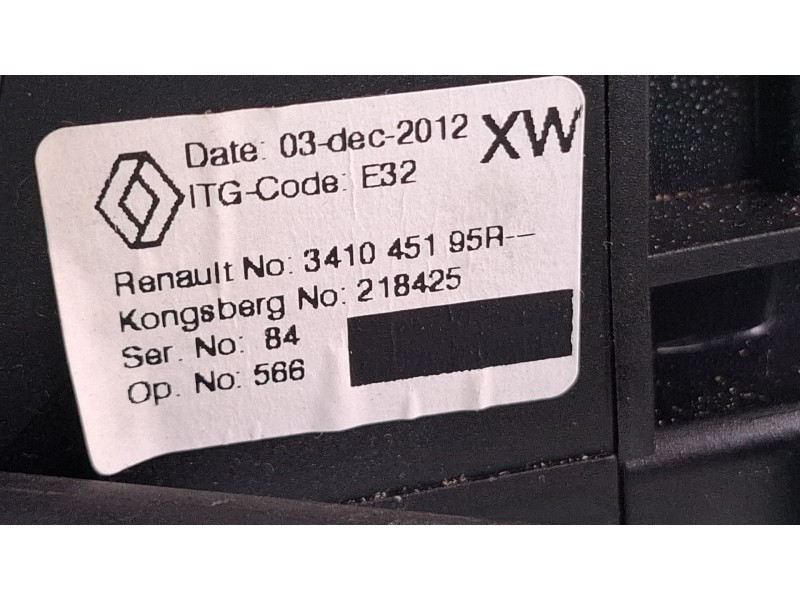 Date: 03-dec-2012 XW
ITG-Code: E32
Renault No: 3410 451 95R--
Kongsberg No: 218425
Ser. No: 84
Op. No: 566